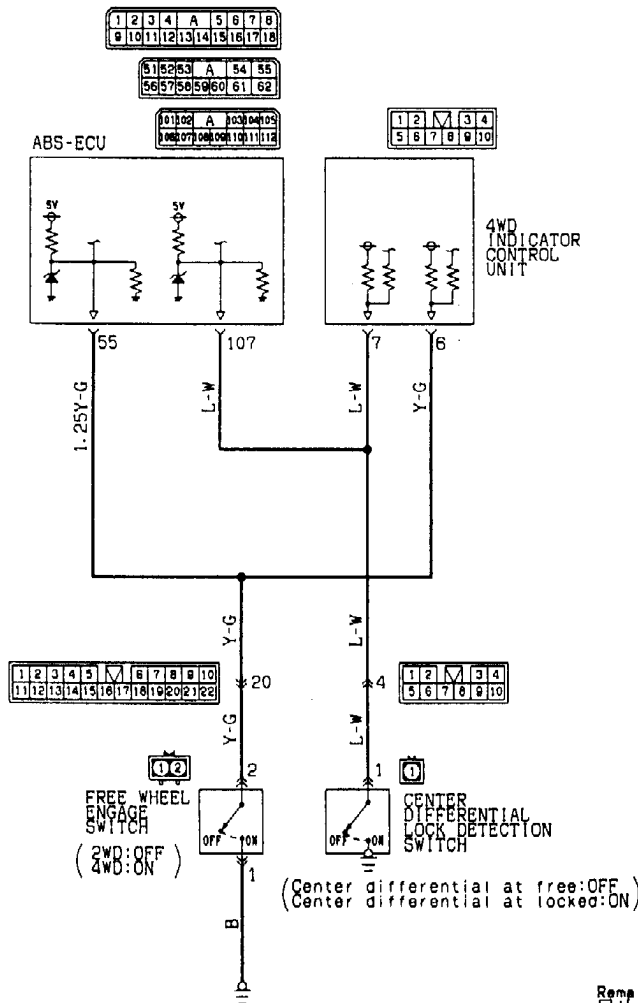 1 2 3 4 A 5 6 7 8
9 10 11 12 13 14 15 16 17 18
51 52 53 A 54 55
56 57 58 59 60 61 62
101 102 A 103 104 105
106 107 108 109 110 111 112
1 2 3 4
5 6 7 8 9 10
ABS-ECU
5V
5V
4WD
INDICATOR
CONTROL
UNIT
55
107
7
6
1.25Y-G
L-W
L-W
Y-G
Y-G
L-W
1 2 3 4 5 6 7 8 9 10
11 12 13 14 15 16 17 18 19 20 21 22
20
4
1 2 3 4
5 6 7 8 9 10
Y-G
L-W
1 2
2
1
1
FREE WHEEL
ENGAGE
SWITCH
(2WD:OFF
4WD:ON)
OFF ON
OFF ON
CENTER
DIFFERENTIAL
LOCK DETECTION
SWITCH
1
(Center differential at free:OFF
Center differential at locked:ON)
B
Rema